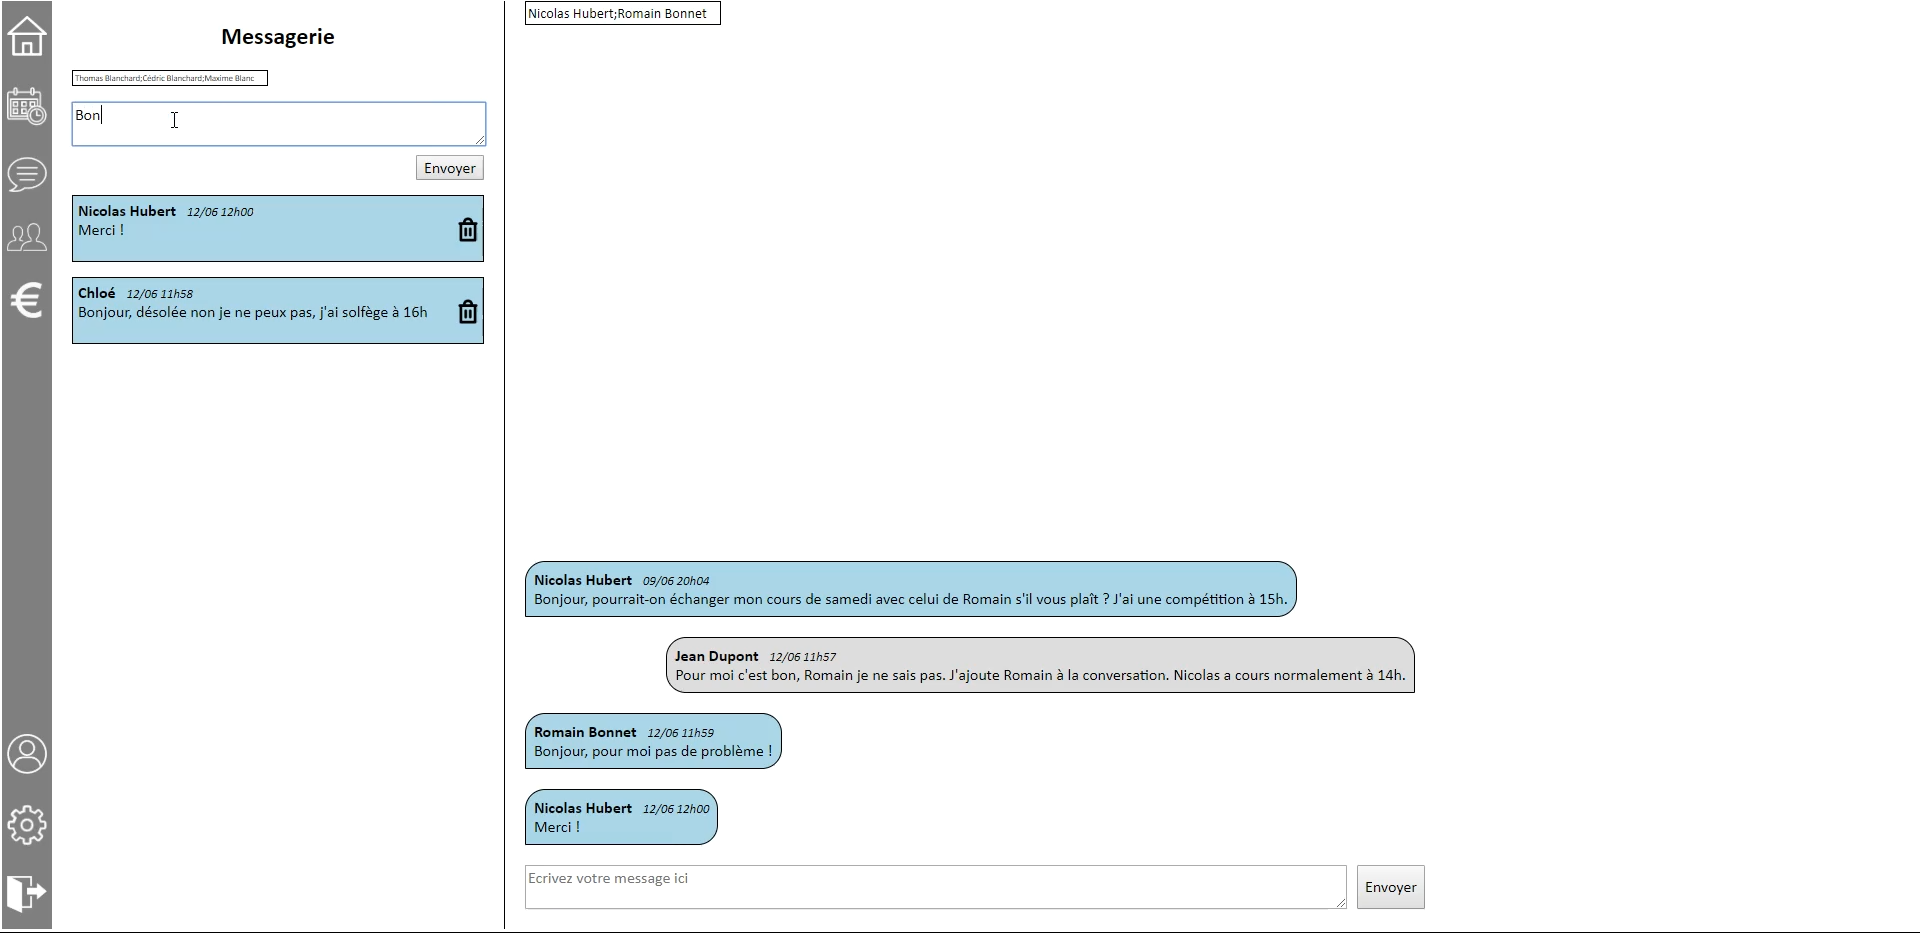 Messagerie
Thomas Blanchard;Cédric Blanchard;Maxime Blanc
Bon
Envoyer
Nicolas Hubert 12/06 12h00
Merci !
Chloé 12/06 11h58
Bonjour, désolée non je ne peux pas, j'ai solfège à 16h
€
Nicolas Hubert;Romain Bonnet
Nicolas Hubert 09/06 20h04
Bonjour, pourrait-on échanger mon cours de samedi avec celui de Romain s'il vous plaît ? J'ai une compétition à 15h.
Jean Dupont 12/06 11h57
Pour moi c'est bon, Romain je ne sais pas. J'ajoute Romain à la conversation. Nicolas a cours normalement à 14h.
Romain Bonnet 12/06 11h59
Bonjour, pour moi pas de problème !
Nicolas Hubert 12/06 12h00
Merci !
Ecrivez votre message ici
Envoyer